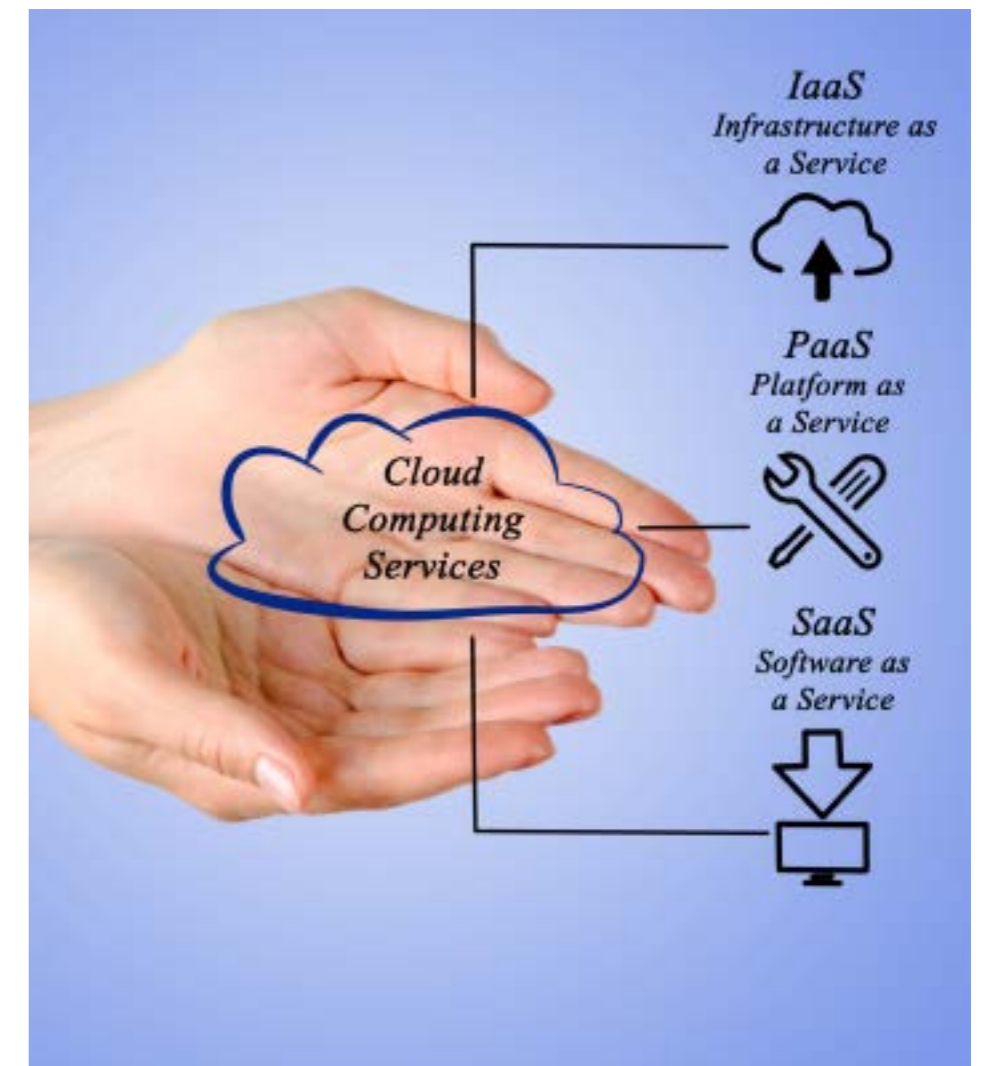 IaaS
Infrastructure as
a Service
PaaS
Platform as
a Service
Cloud
Computing
Services
SaaS
Software as
a Service